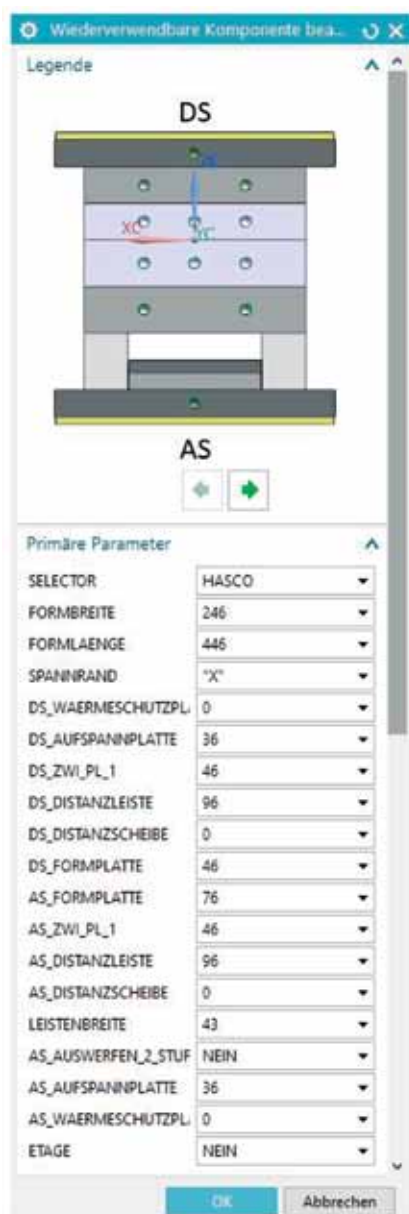 Wiederverwendbare Komponente bea...
Legende
DS
XC
YC
AS
Primäre Parameter
SELECTOR HASCO
FORMBREITE 246
FORMLAENGE 446
SPANNRAND "X"
DS_WAERMESCHUTZPL 0
DS_AUFSPANNPLATTE 36
DS_ZWI_PL_1 46
DS_DISTANZLEISTE 96
DS_DISTANZSCHEIBE 0
DS_FORMPLATTE 46
AS_FORMPLATTE 76
AS_ZWI_PL_1 46
AS_DISTANZLEISTE 96
AS_DISTANZSCHEIBE 0
LEISTENBREITE 43
AS_AUSWERFEN_2_STUF NEIN
AS_AUFSPANNPLATTE 36
AS_WAERMESCHUTZPL 0
ETAGE NEIN
OK Abbrechen